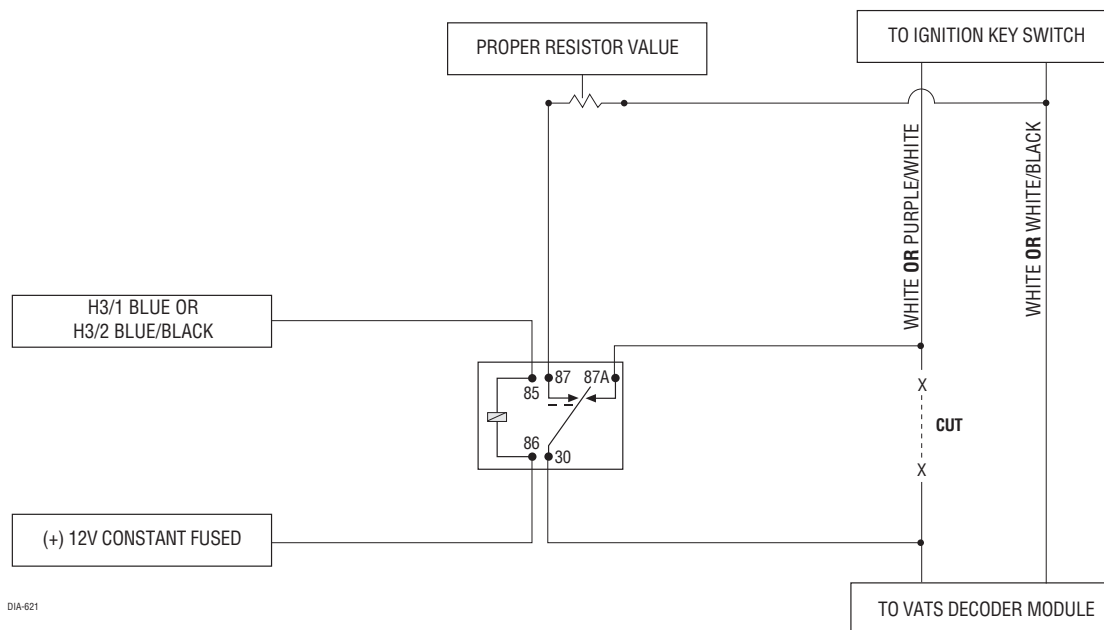 PROPER RESISTOR VALUE
TO IGNITION KEY SWITCH
WHITE OR PURPLE/WHITE
WHITE OR WHITE/BLACK
H3/1 BLUE OR
H3/2 BLUE/BLACK
87 87A
85
X
CUT
86
30
X
(+) 12V CONSTANT FUSED
DIA-621
TO VATS DECODER MODULE